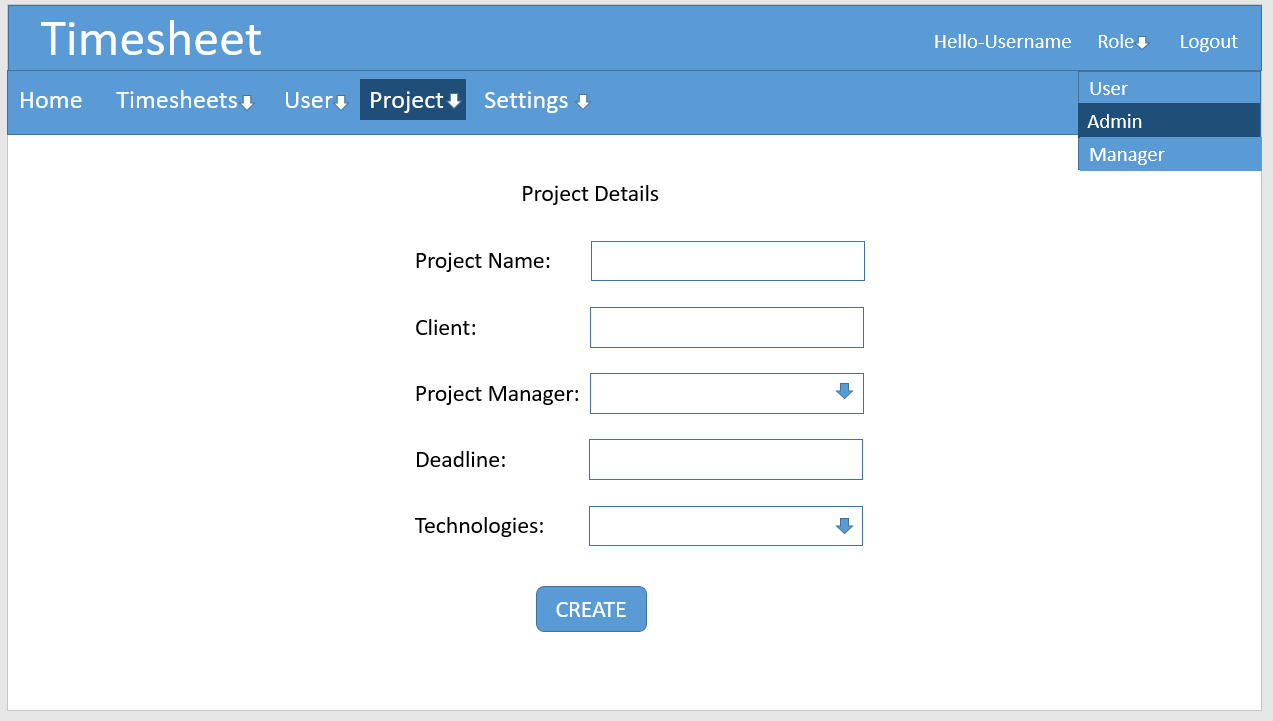 Timesheet
Hello-Username Role Logout
Home Timesheets User Project Settings
User
Admin
Manager
Project Details
Project Name:
Client:
Project Manager:
Deadline:
Technologies:
CREATE